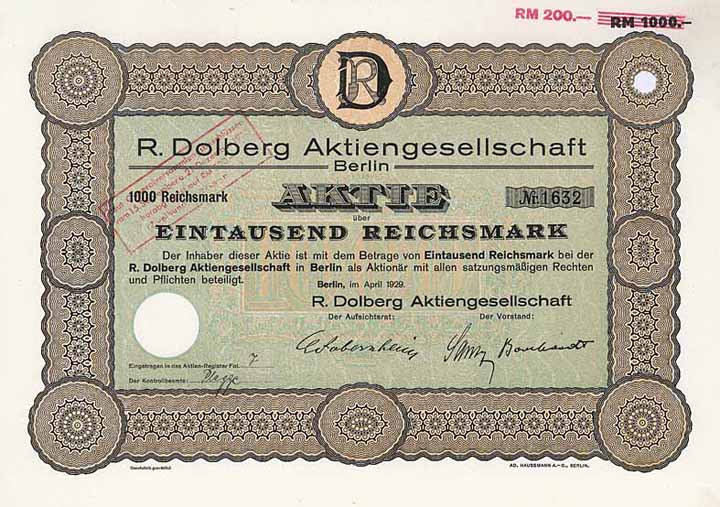 RM 200.— RM 1000.-
DR
R. Dolberg Aktiengesellschaft
Berlin
1000 Reichsmark AKTIE No. 1632
über
EINTAUSEND REICHSMARK
Der Inhaber dieser Aktie ist mit dem Betrage von Eintausend Reichsmark bei der
R. Dolberg Aktiengesellschaft in Berlin als Aktionär mit allen satzungsmäßigen Rechten
und Pflichten beteiligt.
Berlin, im April 1929.
R. Dolberg Aktiengesellschaft
Der Aufsichtsrat: Der Vorstand:
Eingetragen in das Aktien-Register Fol. 7
Der Kontrollbeamte:
AD. HAUSSMANN A.-G., BERLIN.